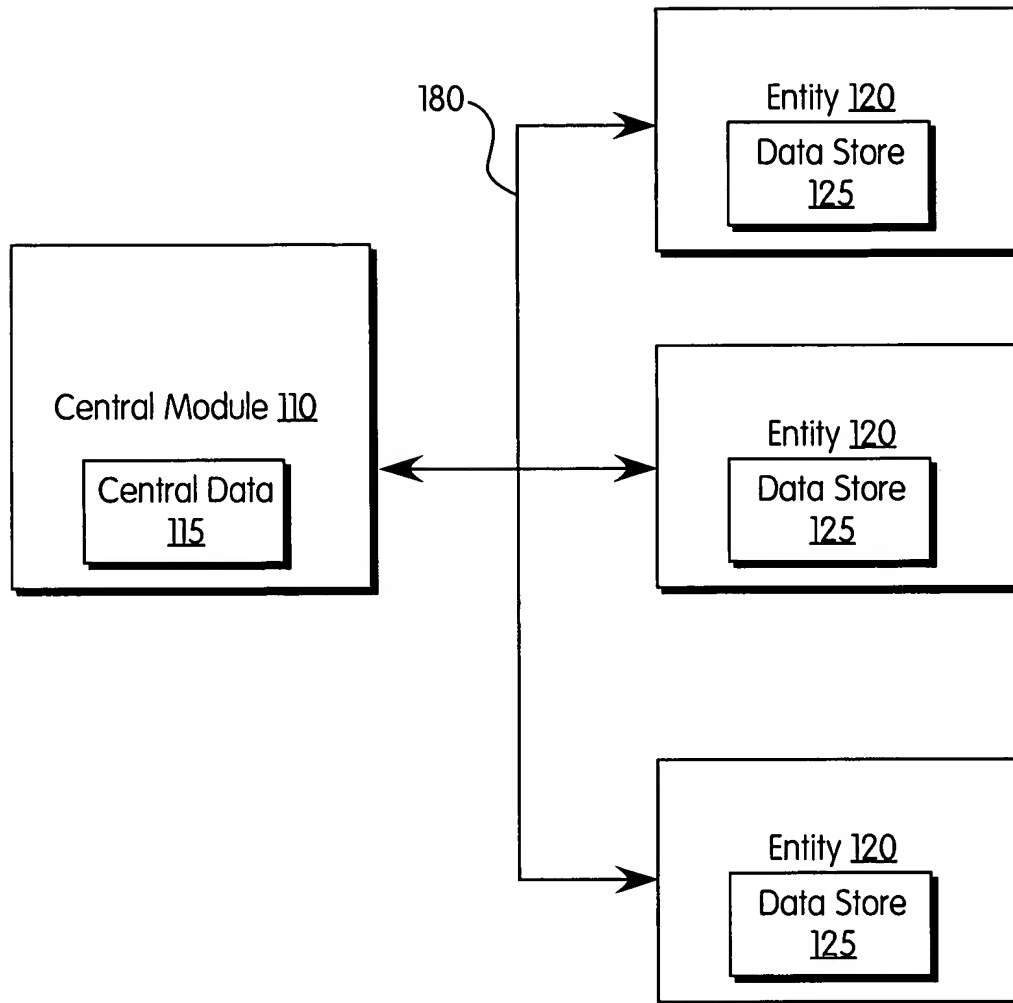 180
Entity 120
Data Store
125
Central Module 110
Central Data
115
Entity 120
Data Store
125
Entity 120
Data Store
125